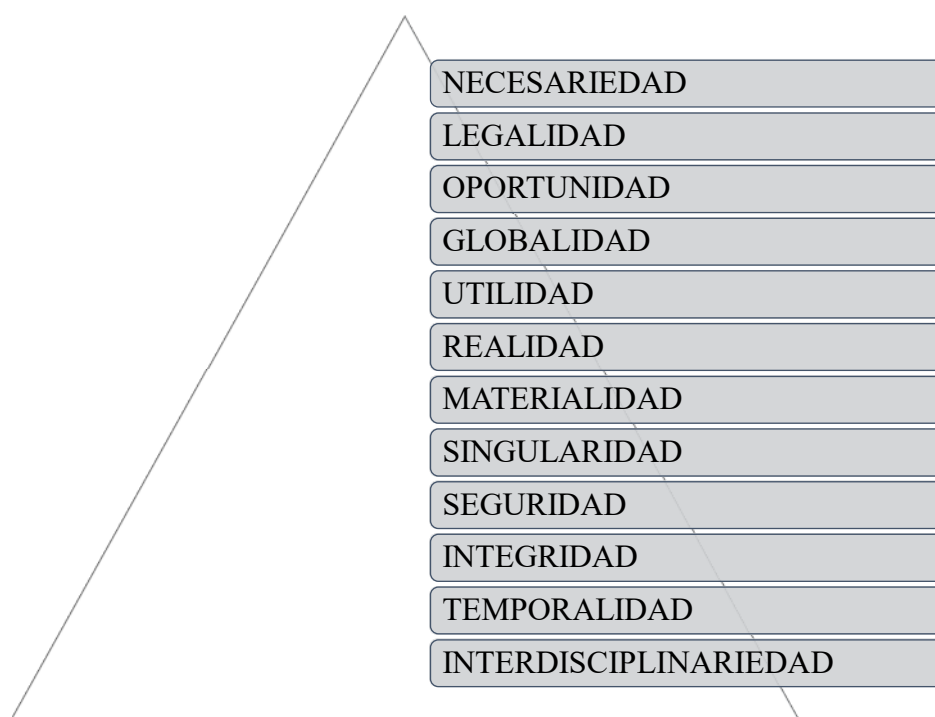 NECESARIEDAD
LEGALIDAD
OPORTUNIDAD
GLOBALIDAD
UTILIDAD
REALIDAD
MATERIALIDAD
SINGULARIDAD
SEGURIDAD
INTEGRIDAD
TEMPORALIDAD
INTERDISCIPLINARIEDAD